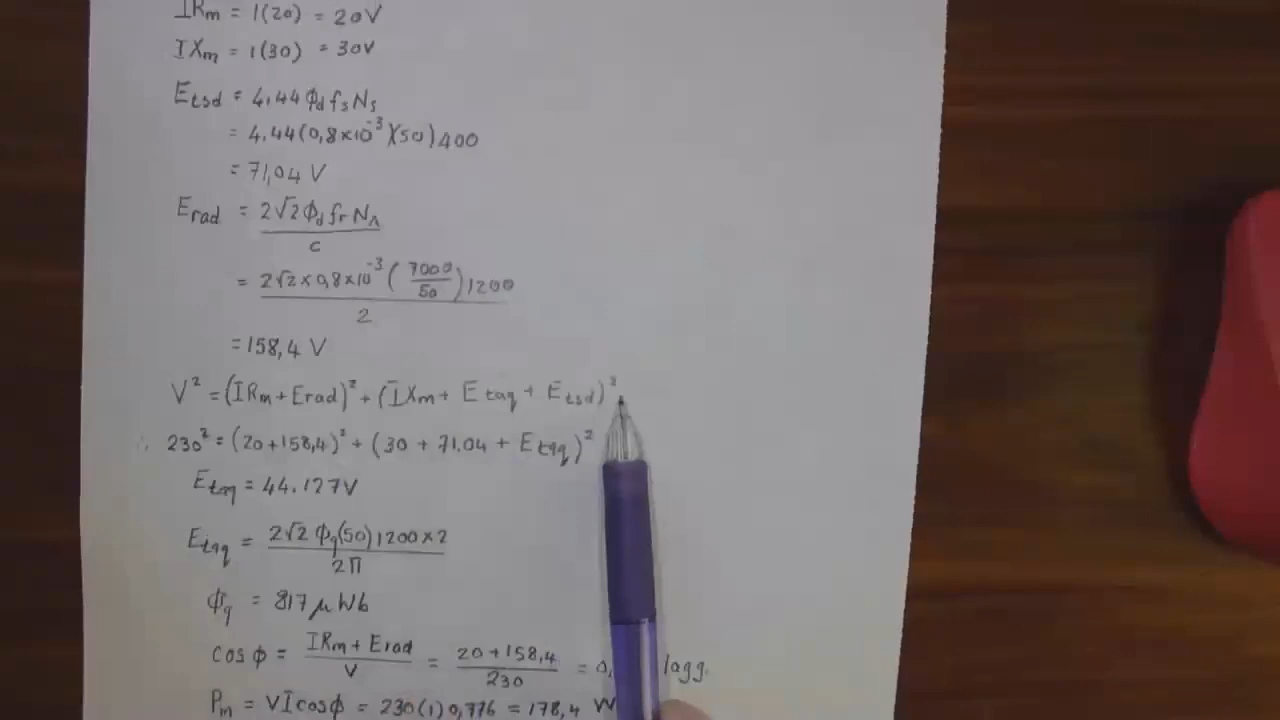 IRm = 1(20) = 20V
IXm = 1(30) = 30V
Etsd = 4,44 ϕd fs Ns
= 4.44(0,8×10⁻³)(50)400
= 71,04 V
Erad = 2√2 ϕd fr NA / c
= 2√2 × 0,8×10⁻³ (7000/50) 1200 / 2
= 158,4 V
V² = (IRm + Erad)² + (IXm + Etaq + Etsd)²
∴ 230² = (20+158,4)² + (30 + 71.04 + Etaq)²
Etaq = 44.127V
Etaq = 2√2 ϕq(50)1200×2 / 2π
ϕq = 817 μWb
cos ϕ = IRm + Erad / V = 20+158,4 / 230 = 0, lagg.
Pm = VI cosϕ = 230(1)0,776 = 178,4 W